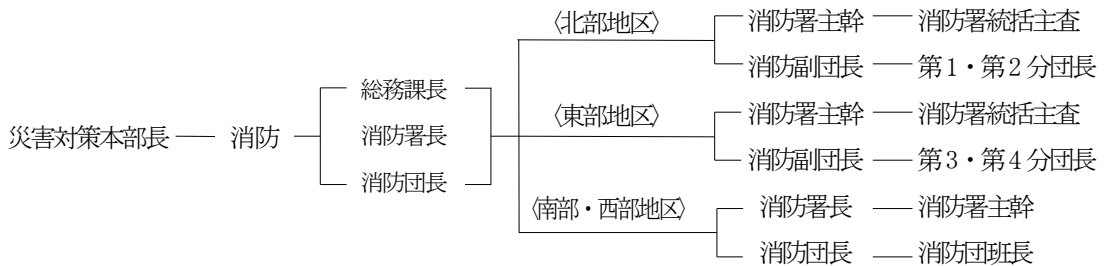 〈北部地区〉 消防署主幹 消防署統括主査
消防副団長 第1・第2分団長
総務課長
〈東部地区〉 消防署主幹 消防署統括主査
災害対策本部長 消防 消防署長
消防副団長 第3・第4分団長
消防団長
〈南部・西部地区〉 消防署長 消防署主幹
消防団長 消防団班長